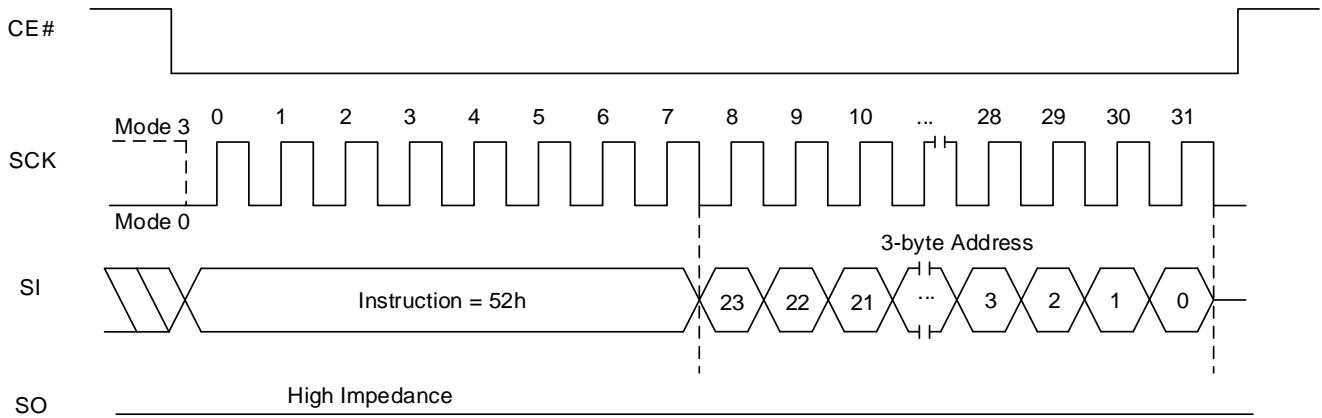 CE#
0 1 2 3 4 5 6 7 8 9 10 ... 28 29 30 31
Mode 3
SCK
Mode 0
3-byte Address
SI
Instruction = 52h 23 22 21 ... 3 2 1 0
High Impedance
SO